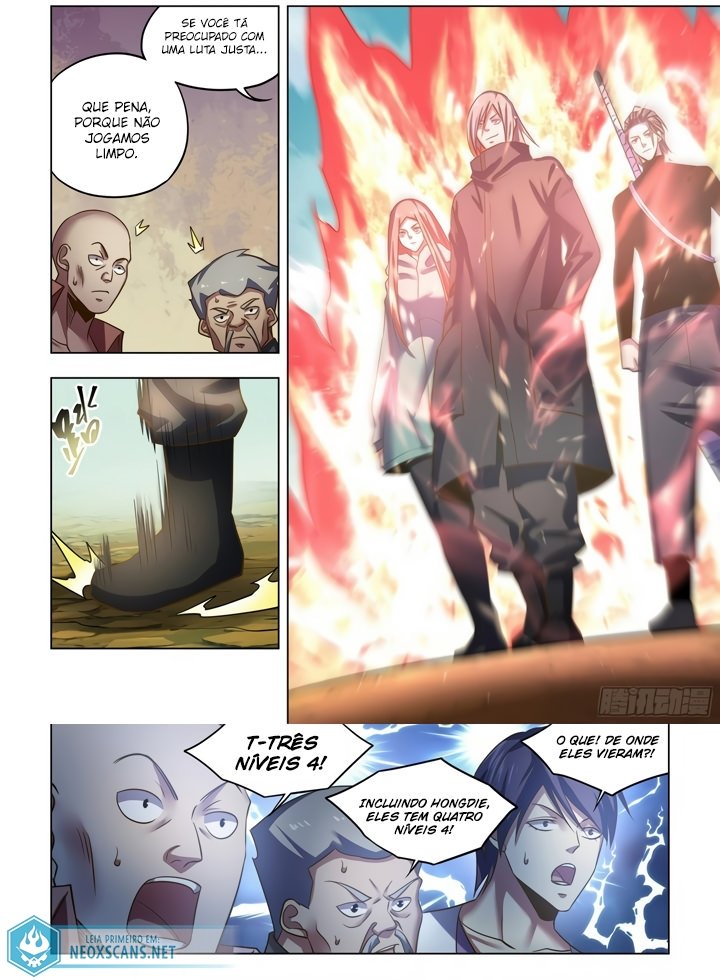 SE VOCÊ TÁ
PREOCUPADO COM
UMA LUTA JUSTA...
QUE PENA,
PORQUE NÃO
JOGAMOS
LIMPO.
腾讯动漫
T-TRÊS
NÍVEIS 4!
INCLUINDO HONGDIE,
ELES TEM QUATRO
NÍVEIS 4!
O QUE! DE ONDE
ELES VIERAM?!
LEIA PRIMEIRO EM:
NEOXSCANS.NET